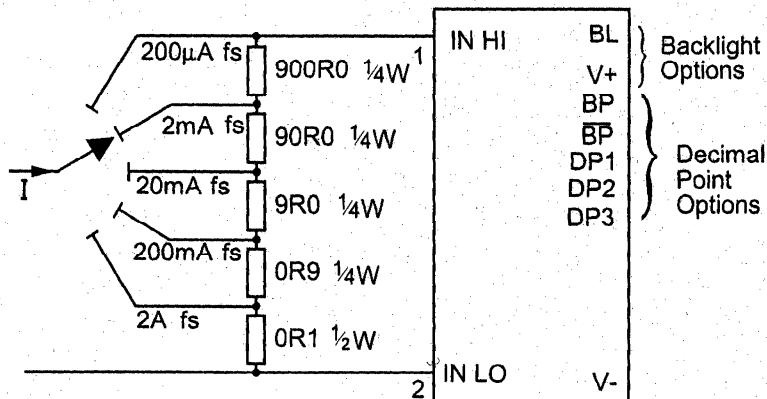 200µA fs
900R0 ¼W
1
IN HI
BL
V+
Backlight
Options
2mA fs
90R0 ¼W
BP
B̅P̅
DP1
DP2
DP3
Decimal
Point
Options
I
20mA fs
9R0 ¼W
200mA fs
0R9 ¼W
2A fs
0R1 ½W
2
IN LO
V-